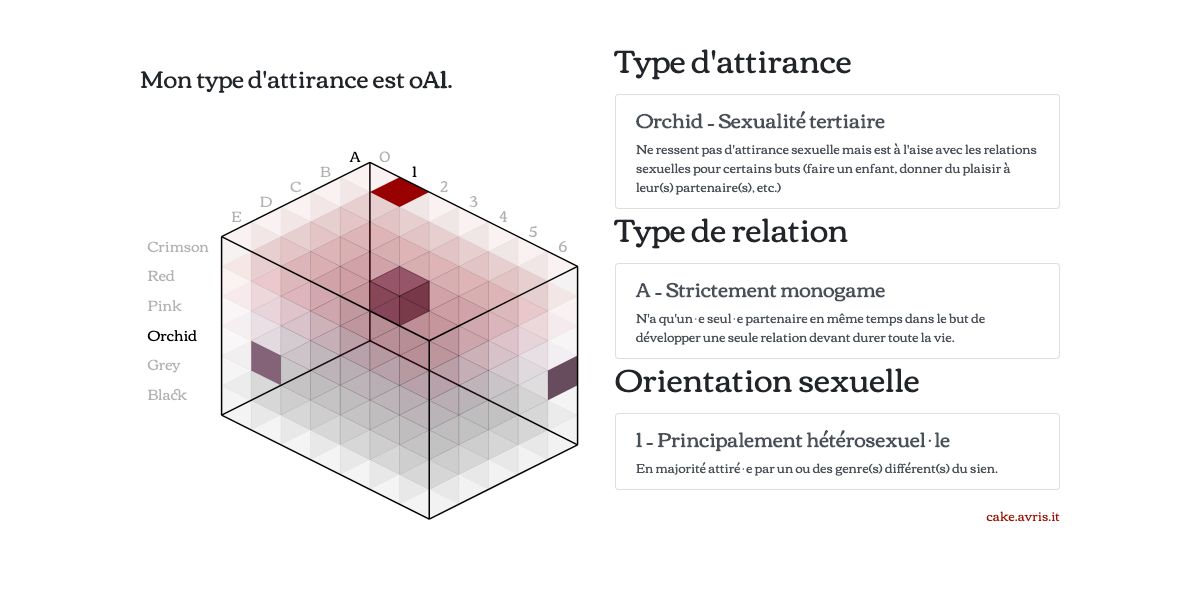 Mon type d'attirance est oA1.
A
O
B
1
C
2
D
3
E
4
5
6
Crimson
Red
Pink
Orchid
Grey
Black
Type d'attirance
Orchid - Sexualité tertiaire
Ne ressent pas d'attirance sexuelle mais est à l'aise avec les relations
sexuelles pour certains buts (faire un enfant, donner du plaisir à
leur(s) partenaire(s), etc.)
Type de relation
A - Strictement monogame
N'a qu'un·e seul·e partenaire en même temps dans le but de
développer une seule relation devant durer toute la vie.
Orientation sexuelle
1 - Principalement hétérosexuel·le
En majorité attiré·e par un ou des genre(s) différent(s) du sien.
cake.avris.it